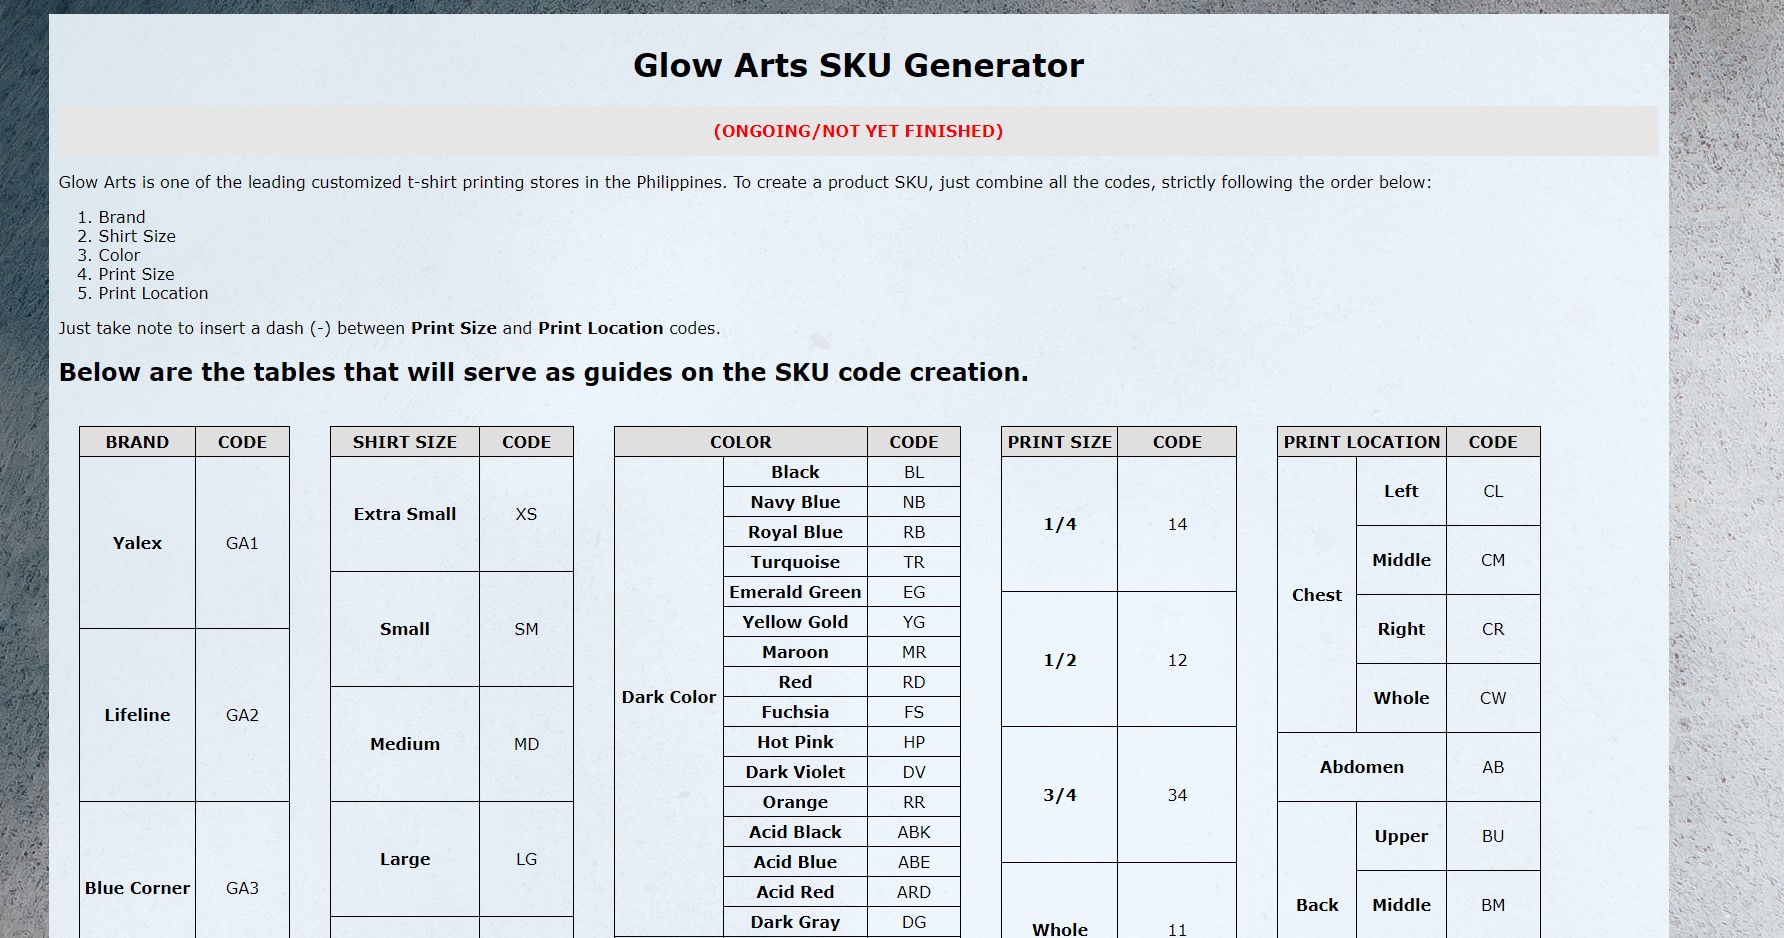 Glow Arts SKU Generator
(ONGOING/NOT YET FINISHED)
Glow Arts is one of the leading customized t-shirt printing stores in the Philippines. To create a product SKU, just combine all the codes, strictly following the order below:
1. Brand
2. Shirt Size
3. Color
4. Print Size
5. Print Location
Just take note to insert a dash (-) between Print Size and Print Location codes.
Below are the tables that will serve as guides on the SKU code creation.
BRAND CODE
Yalex GA1
Lifeline GA2
Blue Corner GA3
SHIRT SIZE CODE
Extra Small XS
Small SM
Medium MD
Large LG
COLOR CODE
Dark Color
Black BL
Navy Blue NB
Royal Blue RB
Turquoise TR
Emerald Green EG
Yellow Gold YG
Maroon MR
Red RD
Fuchsia FS
Hot Pink HP
Dark Violet DV
Orange RR
Acid Black ABK
Acid Blue ABE
Acid Red ARD
Dark Gray DG
PRINT SIZE CODE
1/4 14
1/2 12
3/4 34
Whole 11
PRINT LOCATION CODE
Chest
Left CL
Middle CM
Right CR
Whole CW
Abdomen AB
Back
Upper BU
Middle BM